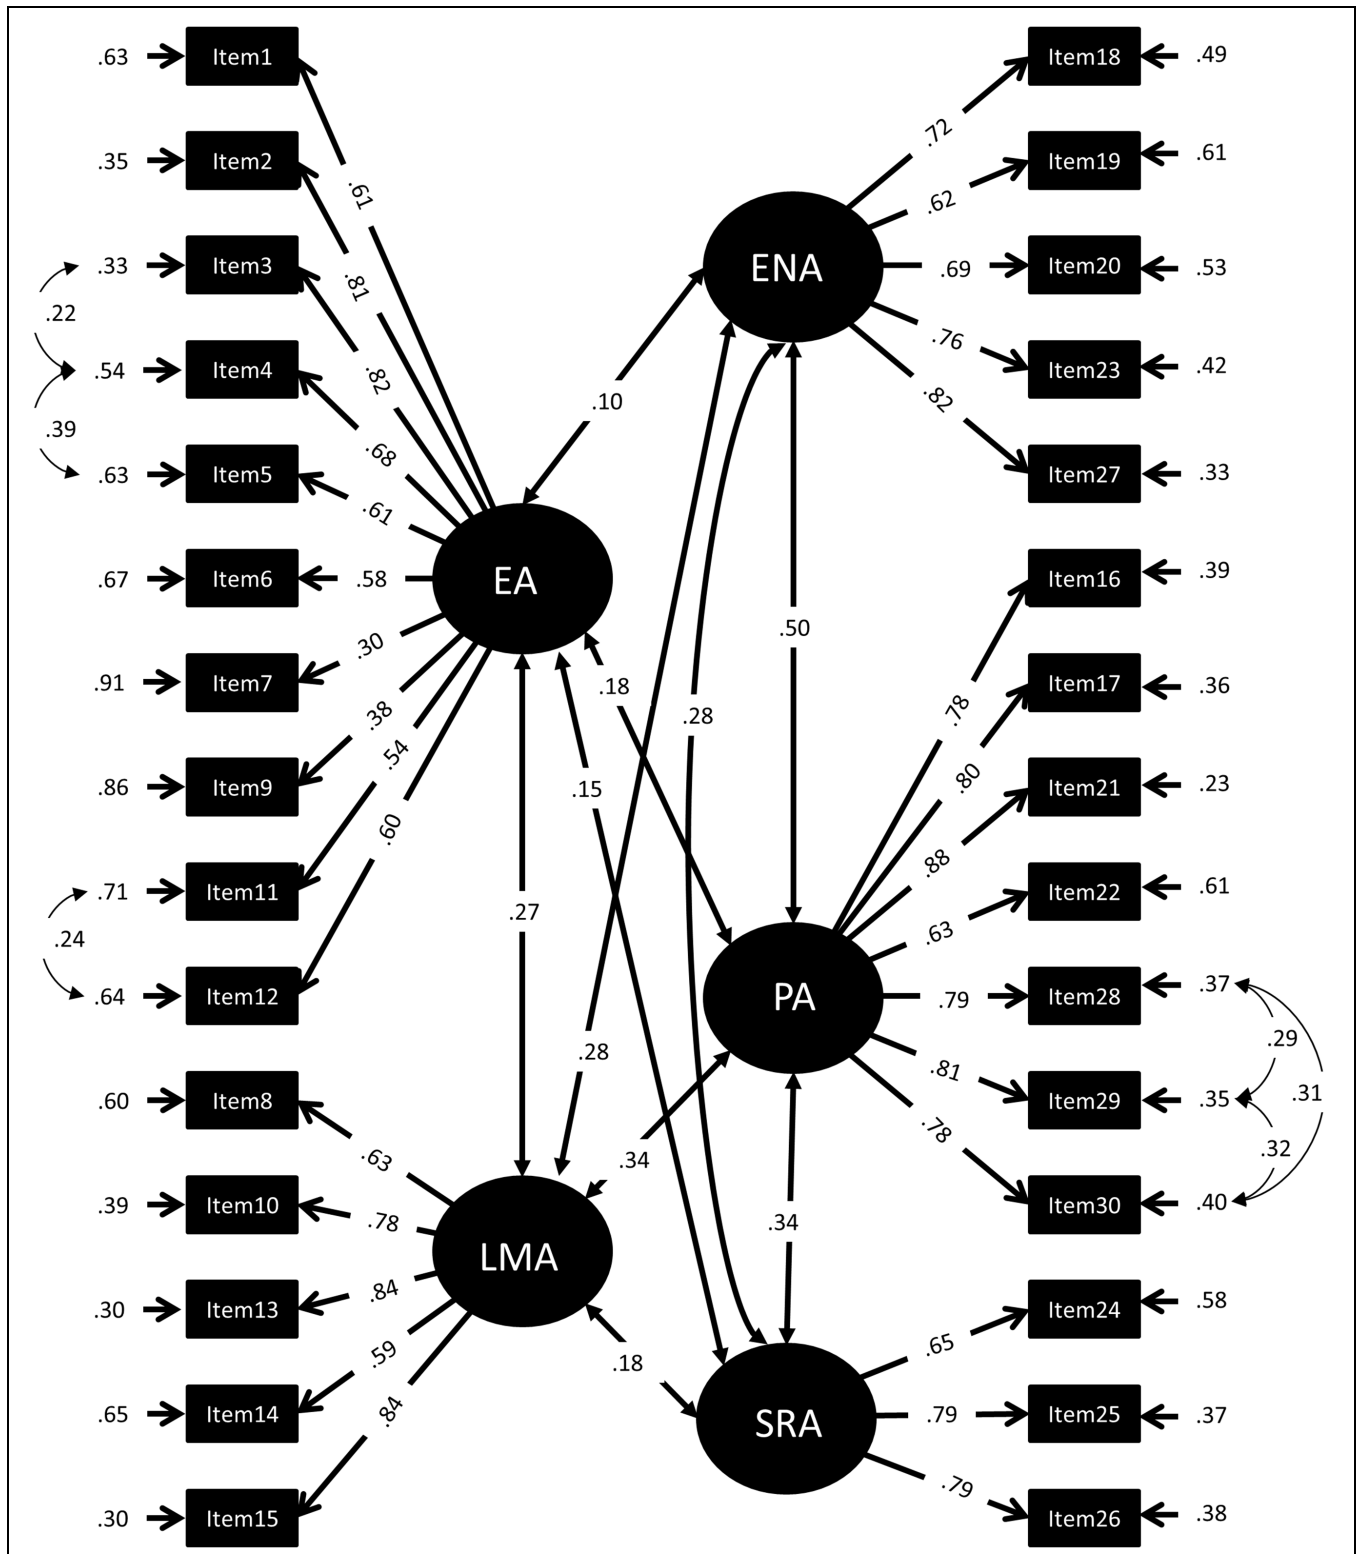 .63 Item1
.35 Item2
.33 Item3
.22
.54 Item4
.39
.63 Item5
.67 Item6
.91 Item7
.86 Item9
.71 Item11
.24
.64 Item12
.60 Item8
.39 Item10
.30 Item13
.65 Item14
.30 Item15
.61
.81
.82
.68
.61
.58
.30
.38
.54
.60
EA
.63
.78
.84
.59
.84
LMA
.10
.18
.15
.27
.28
.28
.50
.34
.34
.18
ENA
.72
.62
.69
.76
.82
PA
.78
.80
.88
.63
.79
.81
.78
SRA
.65
.79
.79
Item18 .49
Item19 .61
Item20 .53
Item23 .42
Item27 .33
Item16 .39
Item17 .36
Item21 .23
Item22 .61
Item28 .37
.29
Item29 .35
.31
.32
Item30 .40
Item24 .58
Item25 .37
Item26 .38